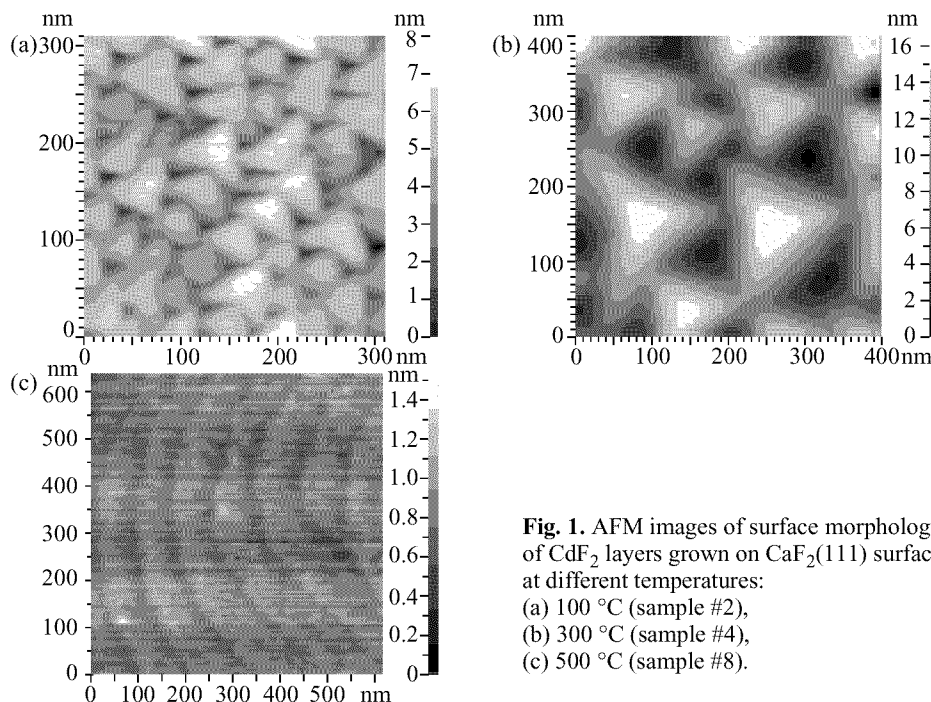 nm
(a)
300
200
100
0
0 100 200 300 nm
nm
8
7
6
5
4
3
2
1
0
nm
(b)
400
300
200
100
0
0 100 200 300 400 nm
nm
16
14
12
10
8
6
4
2
0
nm
(c)
600
500
400
300
200
100
0
0 100 200 300 400 500 nm
nm
1.4
1.2
1.0
0.8
0.6
0.4
0.2
0
Fig. 1. AFM images of surface morpholog
of CdF2 layers grown on CaF2(111) surfac
at different temperatures:
(a) 100 °C (sample #2),
(b) 300 °C (sample #4),
(c) 500 °C (sample #8).